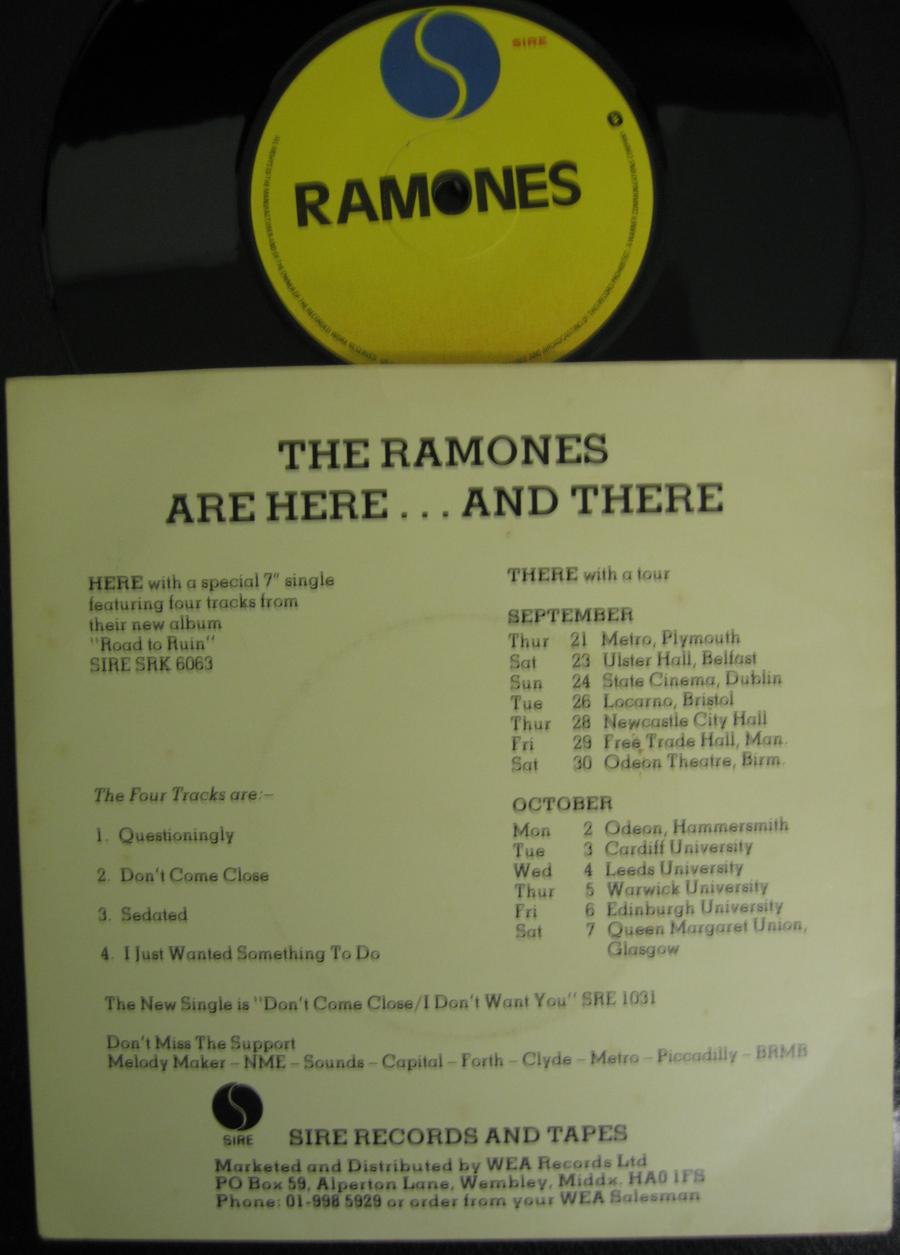 SIRE
RAMONES
THE RAMONES
ARE HERE . . . AND THERE
HERE with a special 7" single
featuring four tracks from
their new album
"Road to Ruin"
SIRE SRK 6063
The Four Tracks are:–
1. Questioningly
2. Don't Come Close
3. Sedated
4. I Just Wanted Something To Do
THERE with a tour
SEPTEMBER
Thur 21 Metro, Plymouth
Sat 23 Ulster Hall, Belfast
Sun 24 State Cinema, Dublin
Tue 26 Locarno, Bristol
Thur 28 Newcastle City Hall
Fri 29 Free Trade Hall, Man.
Sat 30 Odeon Theatre, Birm.
OCTOBER
Mon 2 Odeon, Hammersmith
Tue 3 Cardiff University
Wed 4 Leeds University
Thur 5 Warwick University
Fri 6 Edinburgh University
Sat 7 Queen Margaret Union,
Glasgow
The New Single is "Don't Come Close/I Don't Want You" SRE 1031
Don't Miss The Support
Melody Maker – NME – Sounds – Capital – Forth – Clyde – Metro – Piccadilly – BRMB
SIRE
SIRE RECORDS AND TAPES
Marketed and Distributed by WEA Records Ltd
PO Box 59, Alperton Lane, Wembley, Middx. HA0 1FS
Phone: 01-998 5929 or order from your WEA Salesman